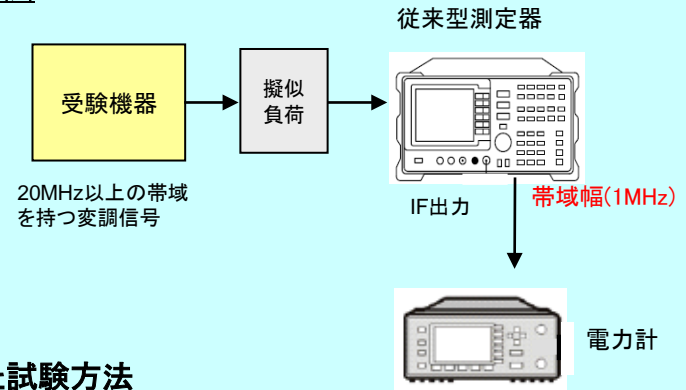 従来型測定器
受験機器
擬似
負荷
20MHz以上の帯域
を持つ変調信号
IF出力
帯域幅(1MHz)
電力計
試験方法